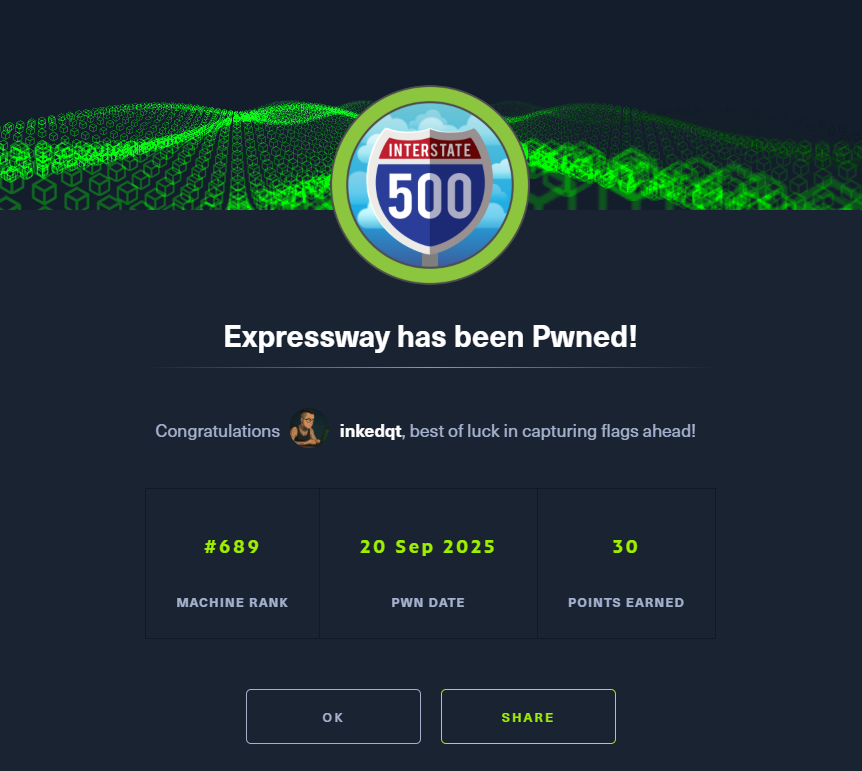 INTERSTATE
500
Expressway has been Pwned!
Congratulations inkedqt, best of luck in capturing flags ahead!
#689 20 Sep 2025 30
MACHINE RANK PWN DATE POINTS EARNED
OK SHARE